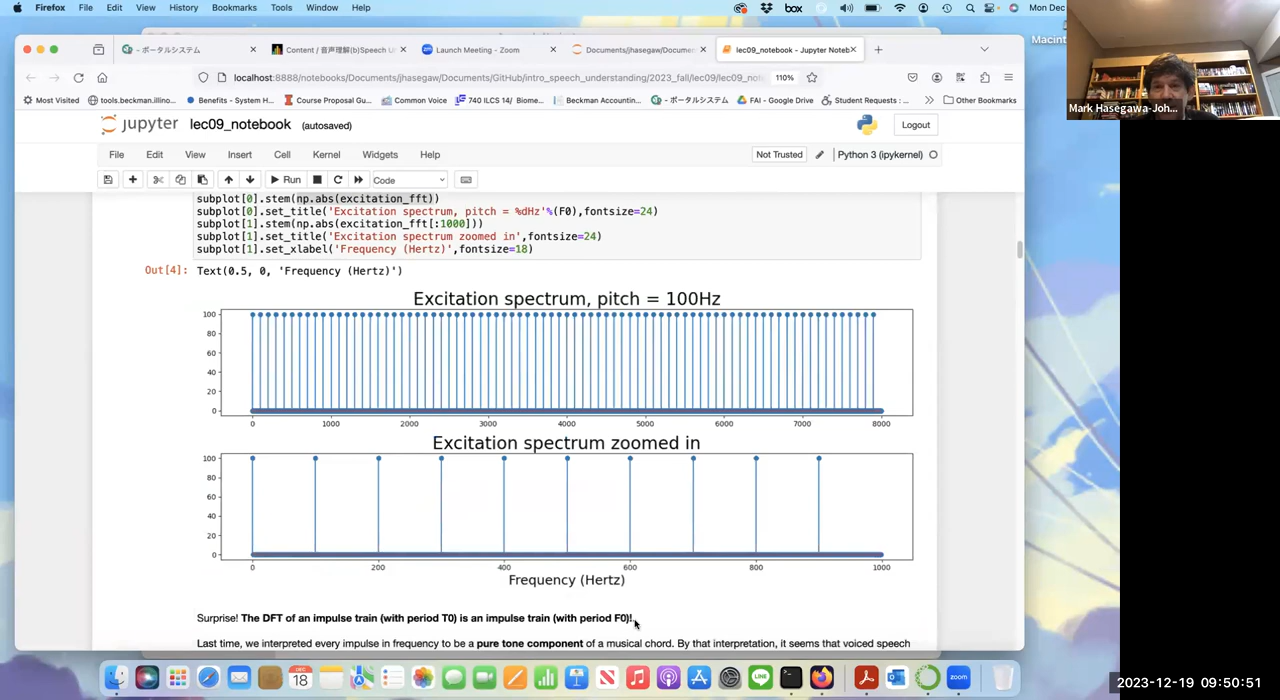 Firefox File Edit View History Bookmarks Tools Window Help box Mon Dec
ポータルシステム Content / 音声理解(I)(Speech U Launch Meeting - Zoom Documents/jhasegaw/Documen lec09_notebook - Jupyter Noteb
Macint
localhost:8888/notebooks/Documents/jhasegaw/Documents/GitHub/intro_speech_understanding/2023_fall/lec09/lec09_not 110%
Most Visited tools.beckman.illino... Benefits - System H... Course Proposal Gu... Common Voice 740 ILCS 14/ Biome... Beckman Accountin... ポータルシステム FAI - Google Drive Student Requests : ... Other Bookmarks
Mark Hasegawa-Joh...
jupyter lec09_notebook (autosaved) Logout
File Edit View Insert Cell Kernel Widgets Help Not Trusted Python 3 (ipykernel)
Run Code
subplot[0].stem(np.abs(excitation_fft))
subplot[0].set_title('Excitation spectrum, pitch = %dHz'%(F0),fontsize=24)
subplot[1].stem(np.abs(excitation_fft[:1000]))
subplot[1].set_title('Excitation spectrum zoomed in',fontsize=24)
subplot[1].set_xlabel('Frequency (Hertz)',fontsize=18)
Out[4]: Text(0.5, 0, 'Frequency (Hertz)')
Excitation spectrum, pitch = 100Hz
100
80
60
40
20
0
0 1000 2000 3000 4000 5000 6000 7000 8000
Excitation spectrum zoomed in
100
80
60
40
20
0
0 200 400 600 800 1000
Frequency (Hertz)
Surprise! The DFT of an impulse train (with period T0) is an impulse train (with period F0)!.
Last time, we interpreted every impulse in frequency to be a pure tone component of a musical chord. By that interpretation, it seems that voiced speech
DEC
18
LINE
zoom
2023-12-19 09:50:51